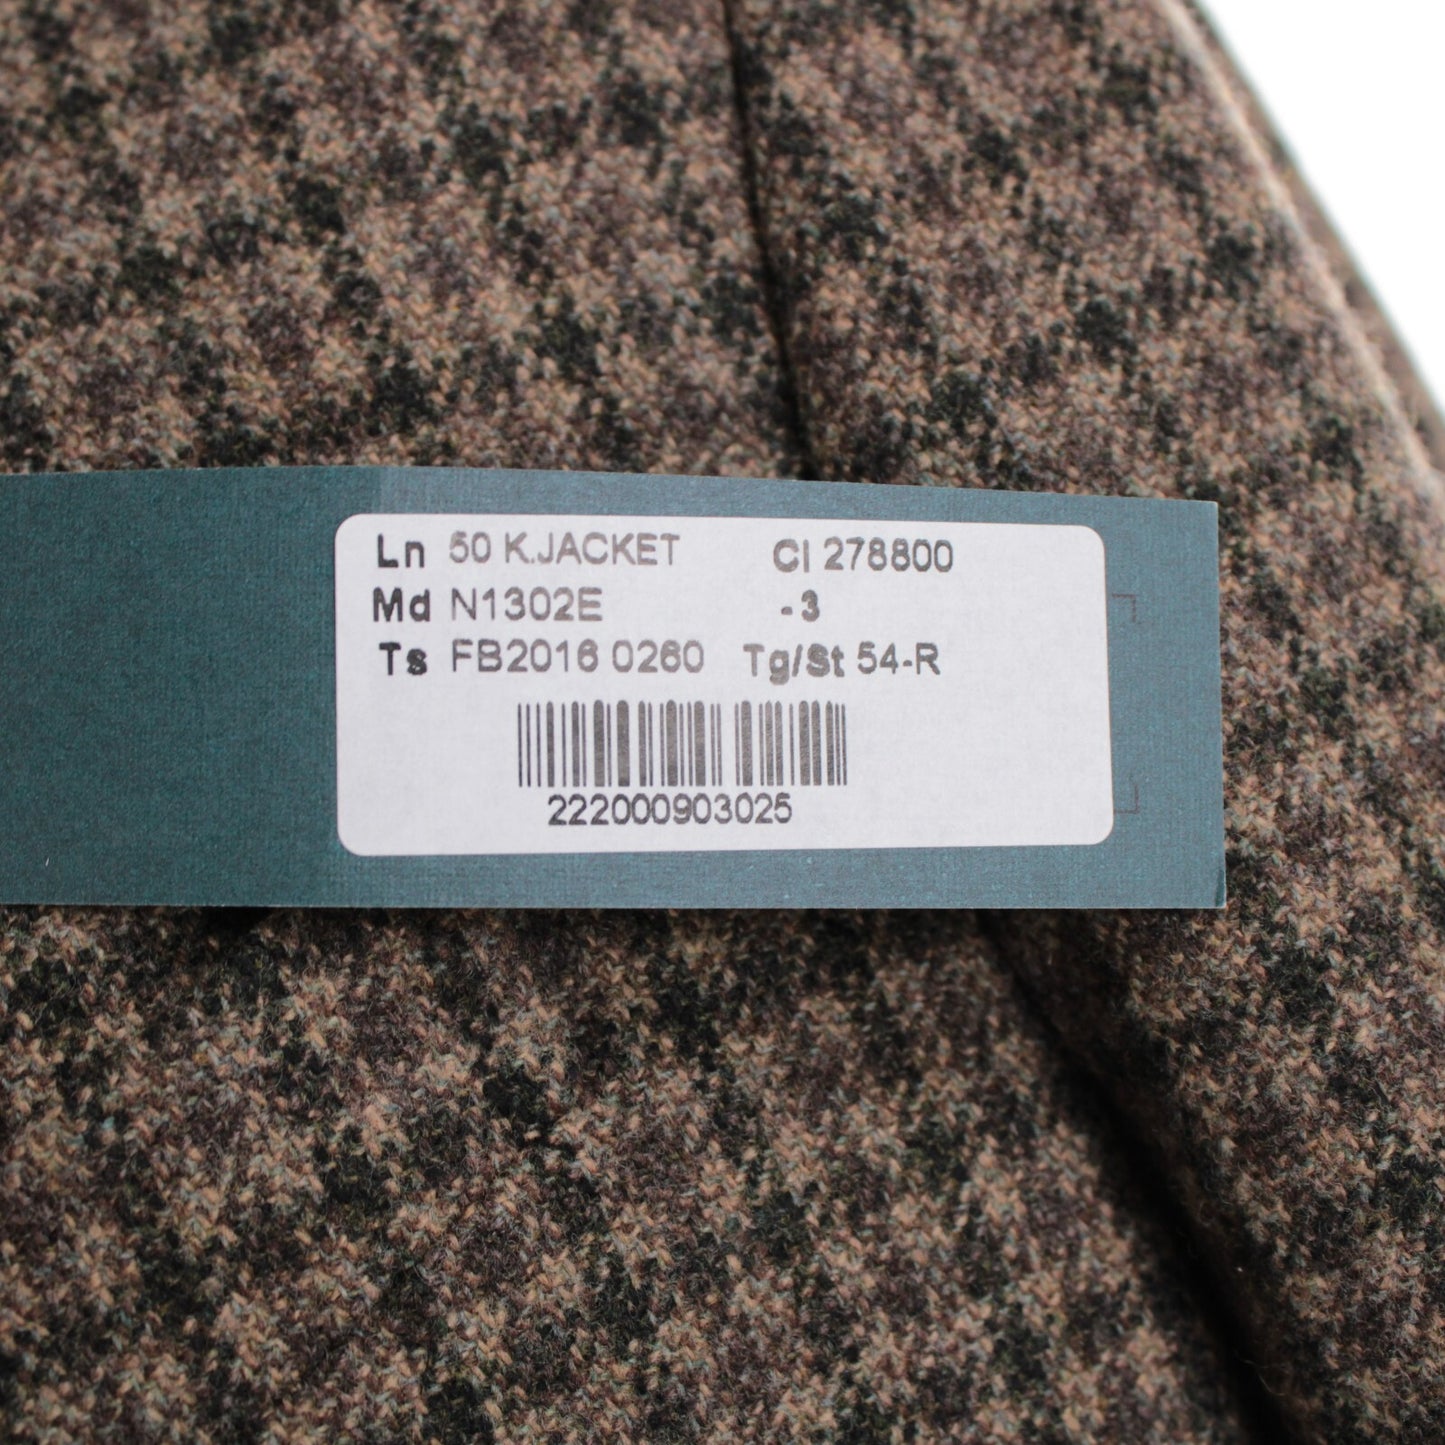 Ln 50 K.JACKET Cl 278800
Md N1302E -3
Ts FB2016 0260 Tg/St 54-R
222000903025